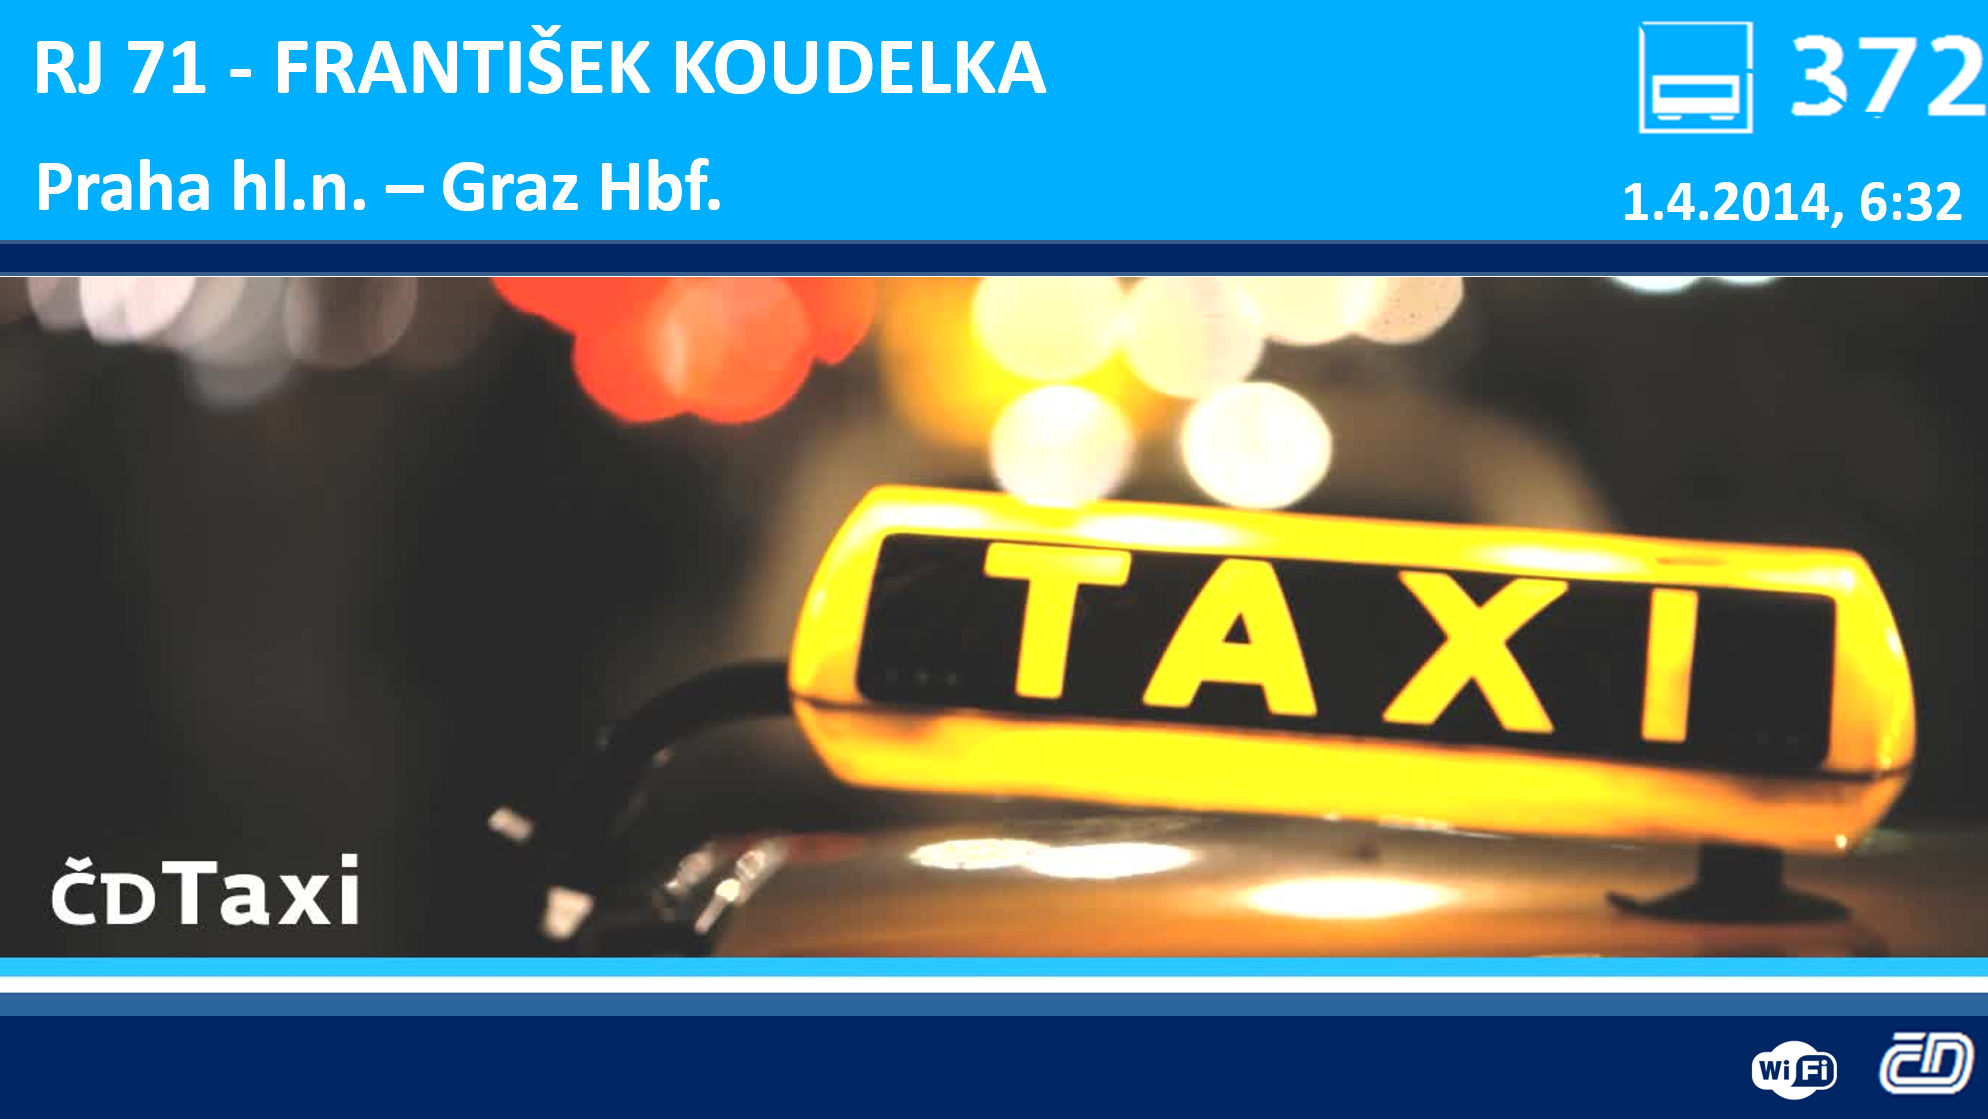 RJ 71 - FRANTIŠEK KOUDELKA
372
Praha hl.n. – Graz Hbf.
1.4.2014, 6:32
TAXI
ČDTaxi
WiFi
ČD